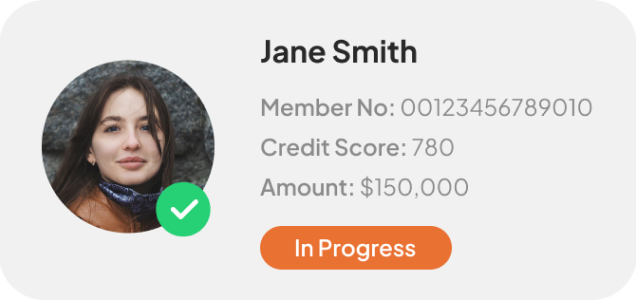 Jane Smith
Member No: 00123456789010
Credit Score: 780
Amount: $150,000
In Progress